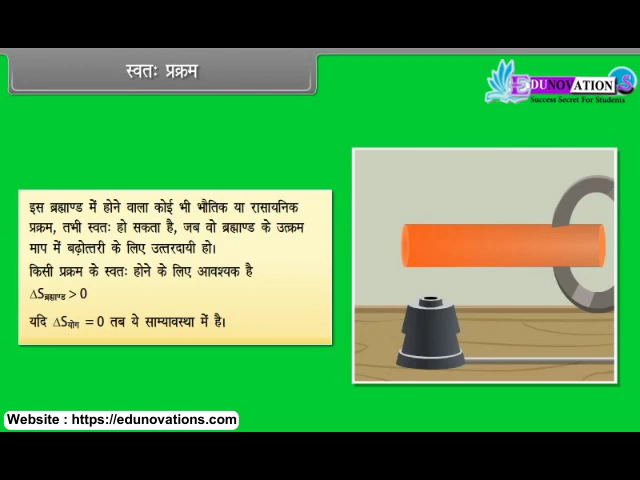 स्वतः प्रक्रम
EDUNOVATIONS
Success Secret For Students
इस ब्रह्माण्ड में होने वाला कोई भी भौतिक या रासायनिक
प्रक्रम, तभी स्वतः हो सकता है, जब वो ब्रह्माण्ड के उत्क्रम
माप में बढ़ोत्तरी के लिए उत्तरदायी हो।
किसी प्रक्रम के स्वतः होने के लिए आवश्यक है
ΔSब्रह्माण्ड > 0
यदि ΔSयोग = 0 तब ये साम्यावस्था में है।
Website : https://edunovations.com